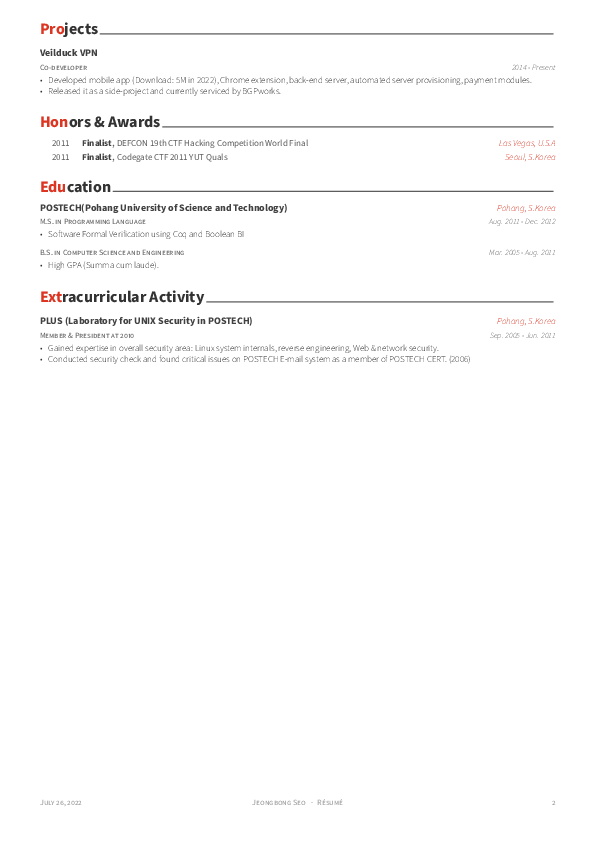 Projects
Veilduck VPN
Co-developer 2014 - Present
• Developed mobile app (Download: 5M in 2022), Chrome extension, back-end server, automated server provisioning, payment modules.
• Released it as a side-project and currently serviced by BGPworks.
Honors & Awards
2011 Finalist, DEFCON 19th CTF Hacking Competition World Final Las Vegas, U.S.A
2011 Finalist, Codegate CTF 2011 YUT Quals Seoul, S.Korea
Education
POSTECH(Pohang University of Science and Technology) Pohang, S.Korea
M.S. in Programming Language Aug. 2011 - Dec. 2012
• Software Formal Verification using Coq and Boolean BI
B.S. in Computer Science and Engineering Mar. 2005 - Aug. 2011
• High GPA (Summa cum laude).
Extracurricular Activity
PLUS (Laboratory for UNIX Security in POSTECH) Pohang, S.Korea
Member & President at 2010 Sep. 2005 – Jun. 2011
• Gained expertise in overall security area: Linux system internals, reverse engineering, Web & network security.
• Conducted security check and found critical issues on POSTECH E-mail system as a member of POSTECH CERT. (2006)
July 26, 2022 Jeongbong Seo · Résumé 2